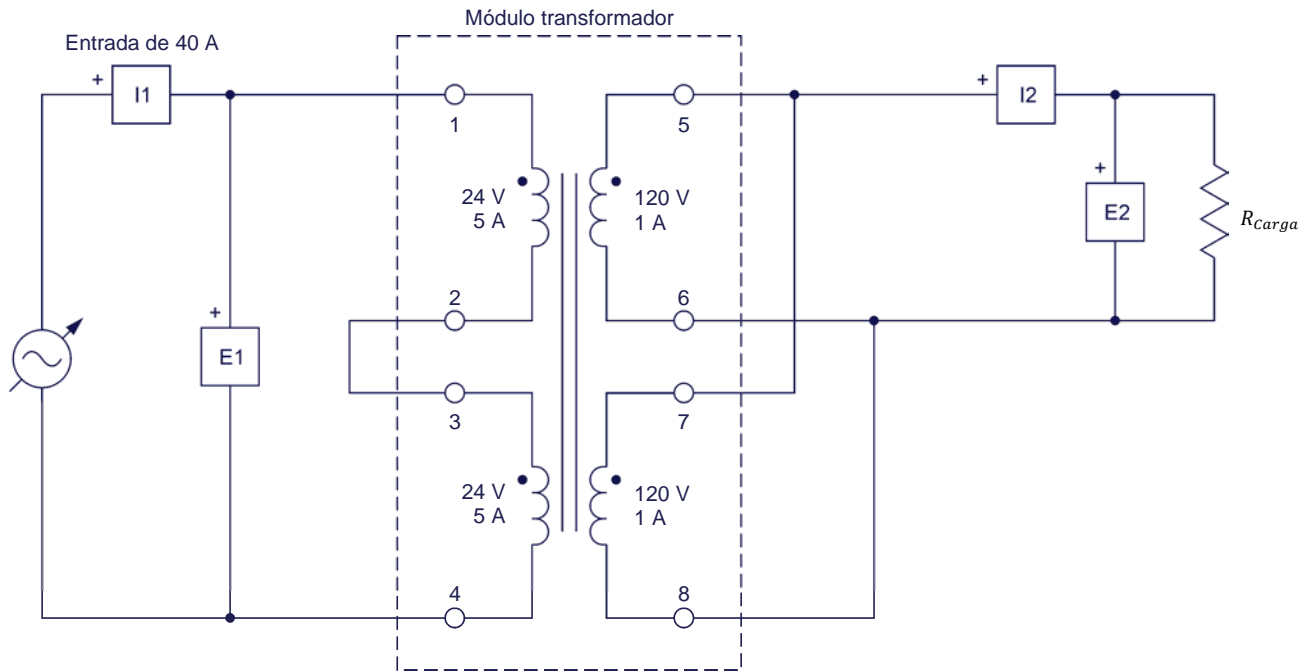 Módulo transformador
Entrada de 40 A
+
I1
1
5
+
I2
24 V
5 A
120 V
1 A
+
E2
R_Carga
2
6
+
E1
3
7
24 V
5 A
120 V
1 A
4
8